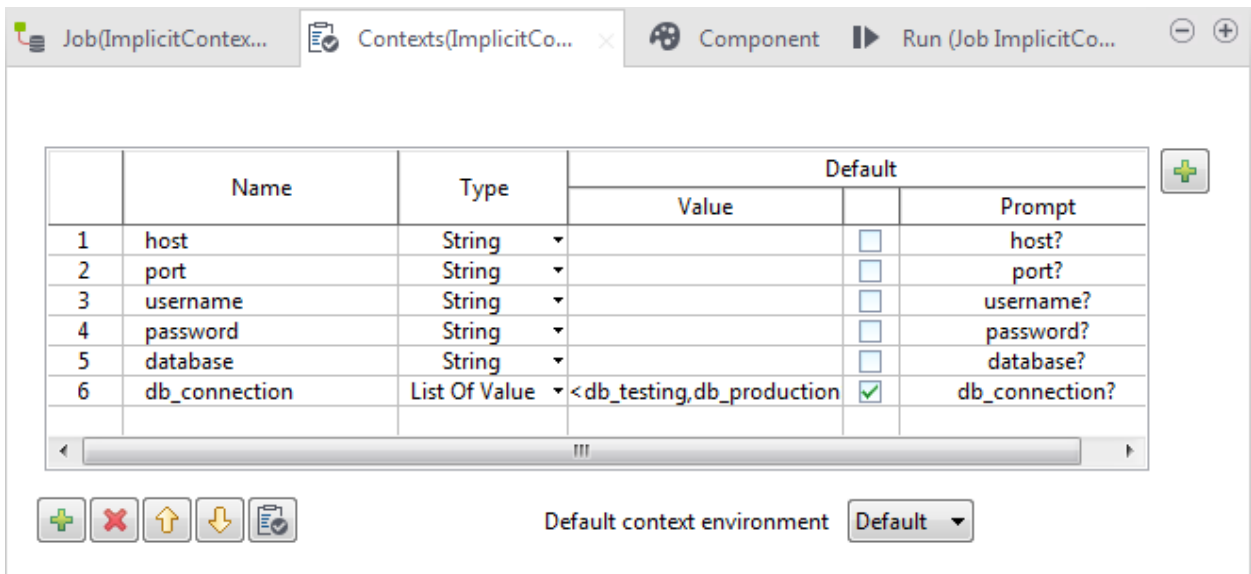 Job(ImplicitContex... Contexts(ImplicitCo... Component Run (Job ImplicitCo...
Default
Name Type
Value Prompt
1 host String host?
2 port String port?
3 username String username?
4 password String password?
5 database String database?
6 db_connection List Of Value <db_testing,db_production db_connection?
Default context environment Default